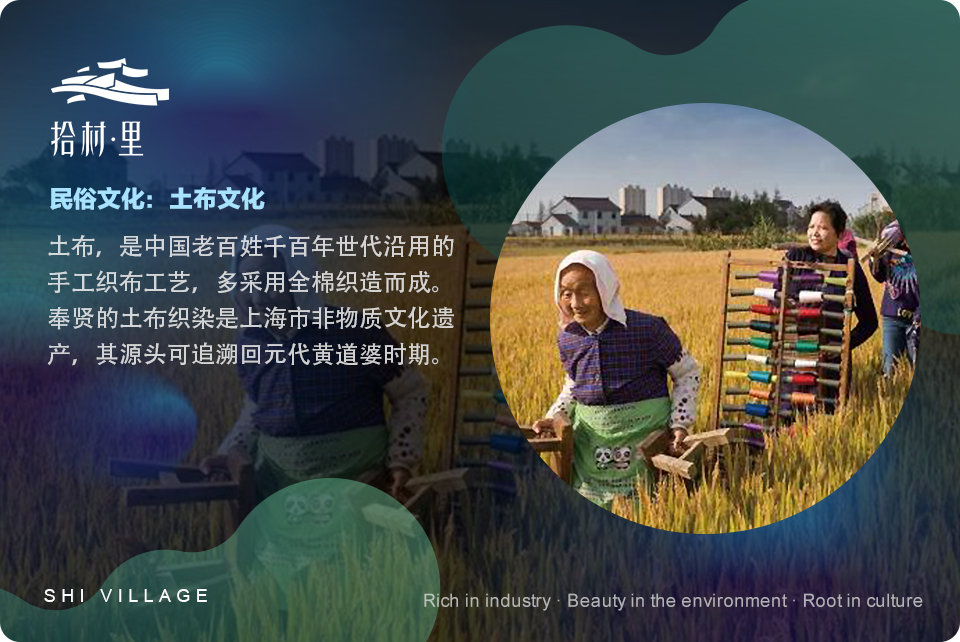 拾村·里
民俗文化：土布文化
土布，是中国老百姓千百年世代沿用的
手工织布工艺，多采用全棉织造而成。
奉贤的土布织染是上海市非物质文化遗
产，其源头可追溯回元代黄道婆时期。
SHI VILLAGE
Rich in industry · Beauty in the environment · Root in culture